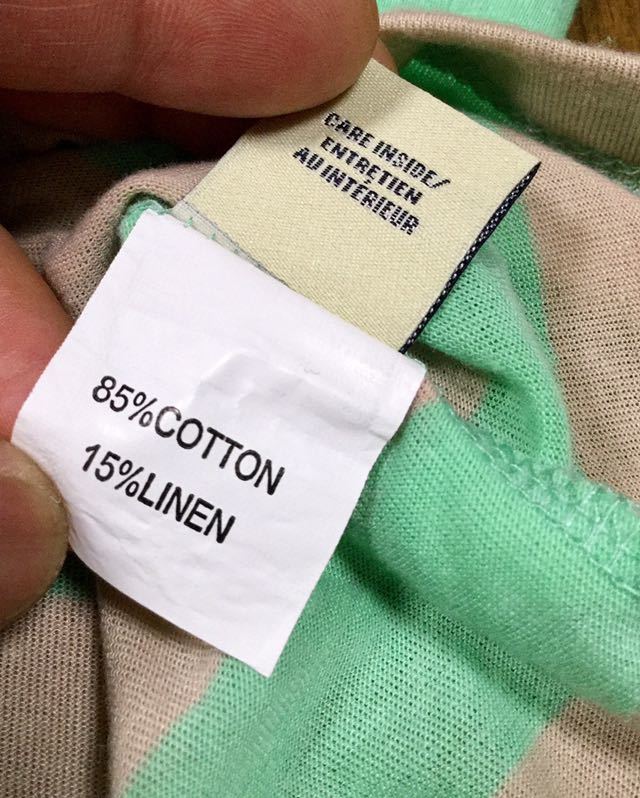 CARE INSIDE/
ENTRETIEN
AU INTÉRIEUR
85%COTTON
15%LINEN